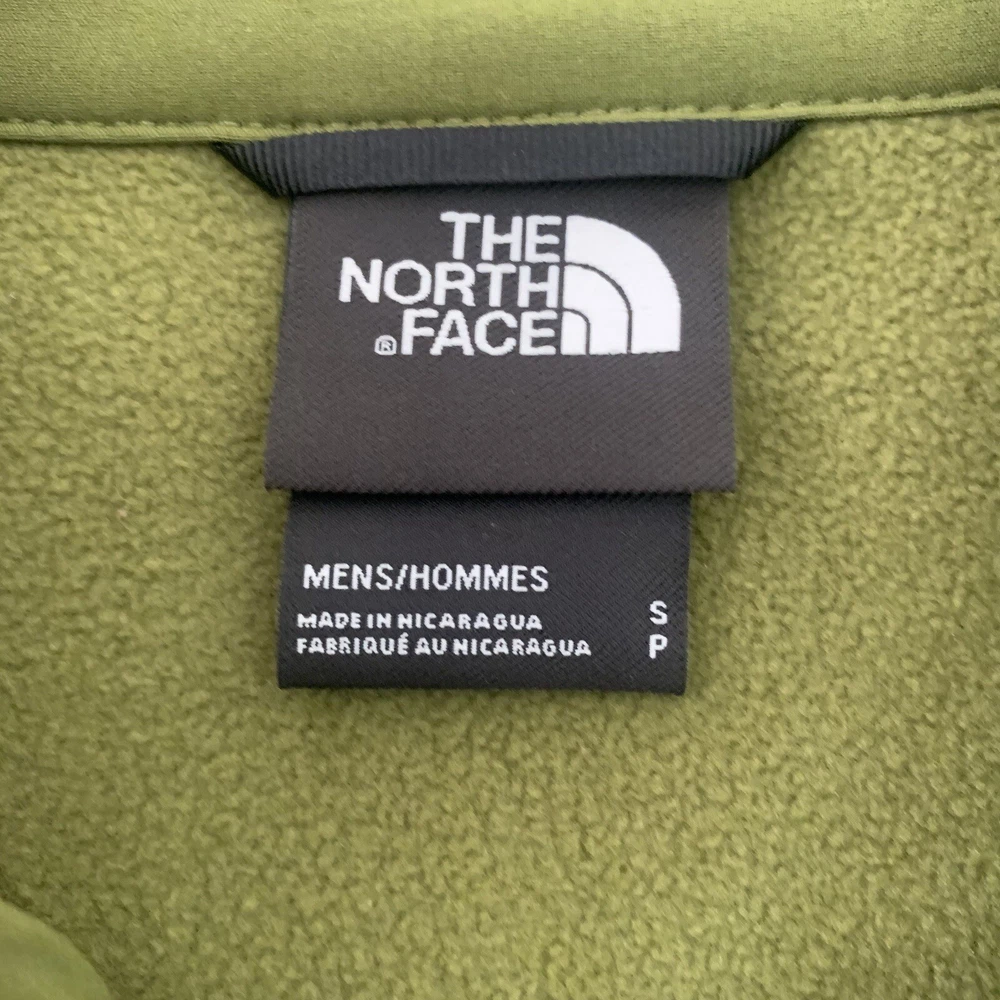 THE
NORTH
® FACE
MENS/HOMMES
MADE IN NICARAGUA S
FABRIQUÉ AU NICARAGUA P